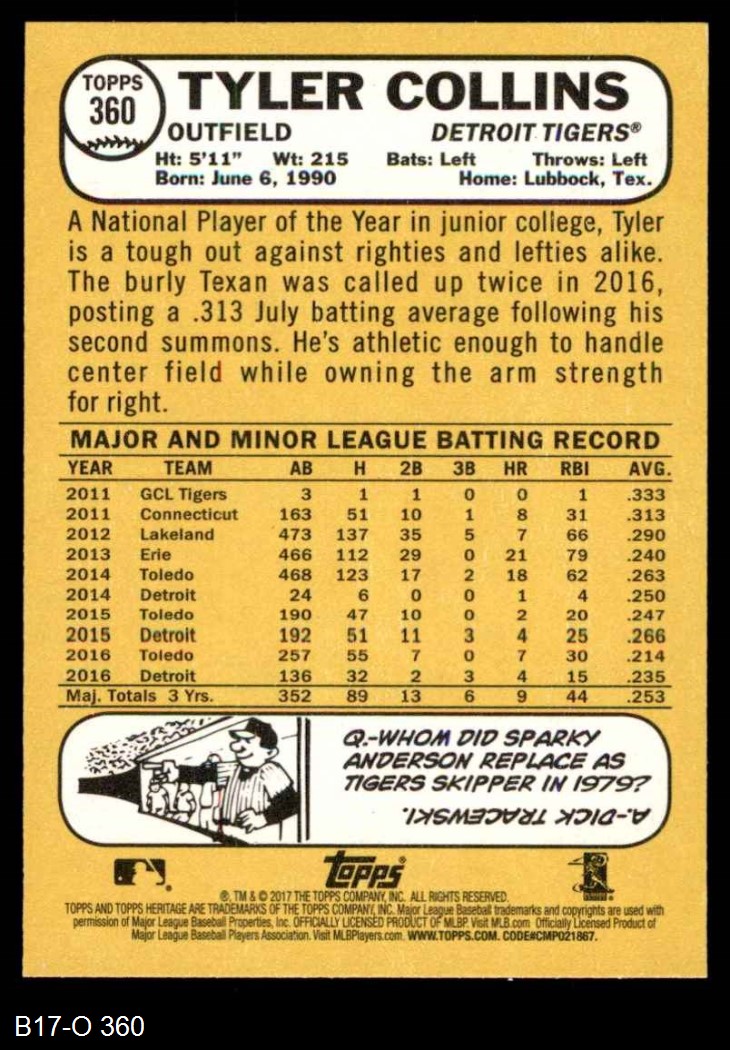 TOPPS
360
TYLER COLLINS
OUTFIELD DETROIT TIGERS®
Ht: 5'11" Wt: 215 Bats: Left Throws: Left
Born: June 6, 1990 Home: Lubbock, Tex.
A National Player of the Year in junior college, Tyler
is a tough out against righties and lefties alike.
The burly Texan was called up twice in 2016,
posting a .313 July batting average following his
second summons. He's athletic enough to handle
center field while owning the arm strength
for right.
MAJOR AND MINOR LEAGUE BATTING RECORD
YEAR TEAM AB H 2B 3B HR RBI AVG.
2011 GCL Tigers 3 1 1 0 0 1 .333
2011 Connecticut 163 51 10 1 8 31 .313
2012 Lakeland 473 137 35 5 7 66 .290
2013 Erie 466 112 29 0 21 79 .240
2014 Toledo 468 123 17 2 18 62 .263
2014 Detroit 24 6 0 0 1 4 .250
2015 Toledo 190 47 10 0 2 20 .247
2015 Detroit 192 51 11 3 4 25 .266
2016 Toledo 257 55 7 0 7 30 .214
2016 Detroit 136 32 2 3 4 15 .235
Maj. Totals 3 Yrs. 352 89 13 6 9 44 .253
Q.-WHOM DID SPARKY
ANDERSON REPLACE AS
TIGERS SKIPPER IN 1979?
A.-DICK TRACEWSKI.
topps®
®, TM & © 2017 THE TOPPS COMPANY, INC. ALL RIGHTS RESERVED.
TOPPS AND TOPPS HERITAGE ARE TRADEMARKS OF THE TOPPS COMPANY, INC. Major League Baseball trademarks and copyrights are used with
permission of Major League Baseball Properties, Inc. OFFICIALLY LICENSED PRODUCT OF MLBP. Visit MLB.com Officially Licensed Product of
Major League Baseball Players Association. Visit MLBPlayers.com. WWW.TOPPS.COM. CODE#CMP021867.
B17-O 360